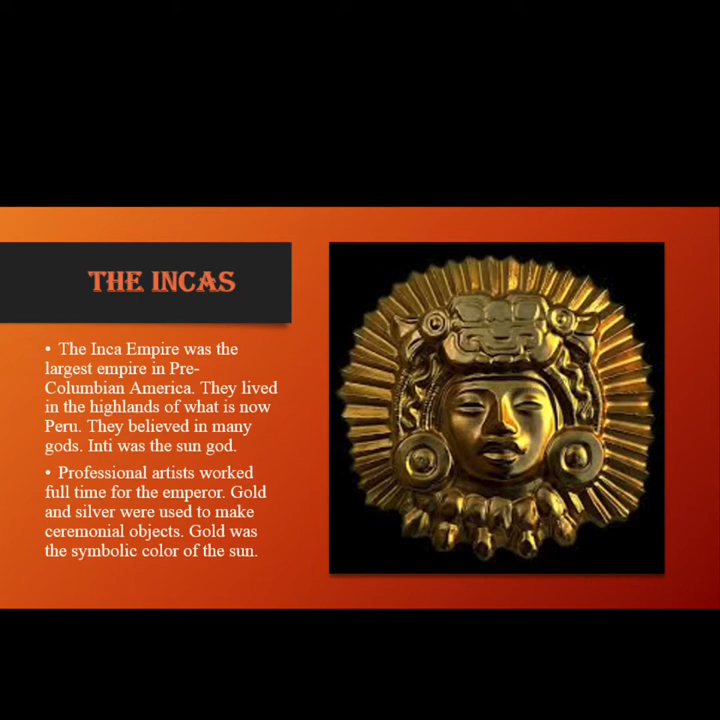 THE INCAS
• The Inca Empire was the
largest empire in Pre-
Columbian America. They lived
in the highlands of what is now
Peru. They believed in many
gods. Inti was the sun god.
• Professional artists worked
full time for the emperor. Gold
and silver were used to make
ceremonial objects. Gold was
the symbolic color of the sun.